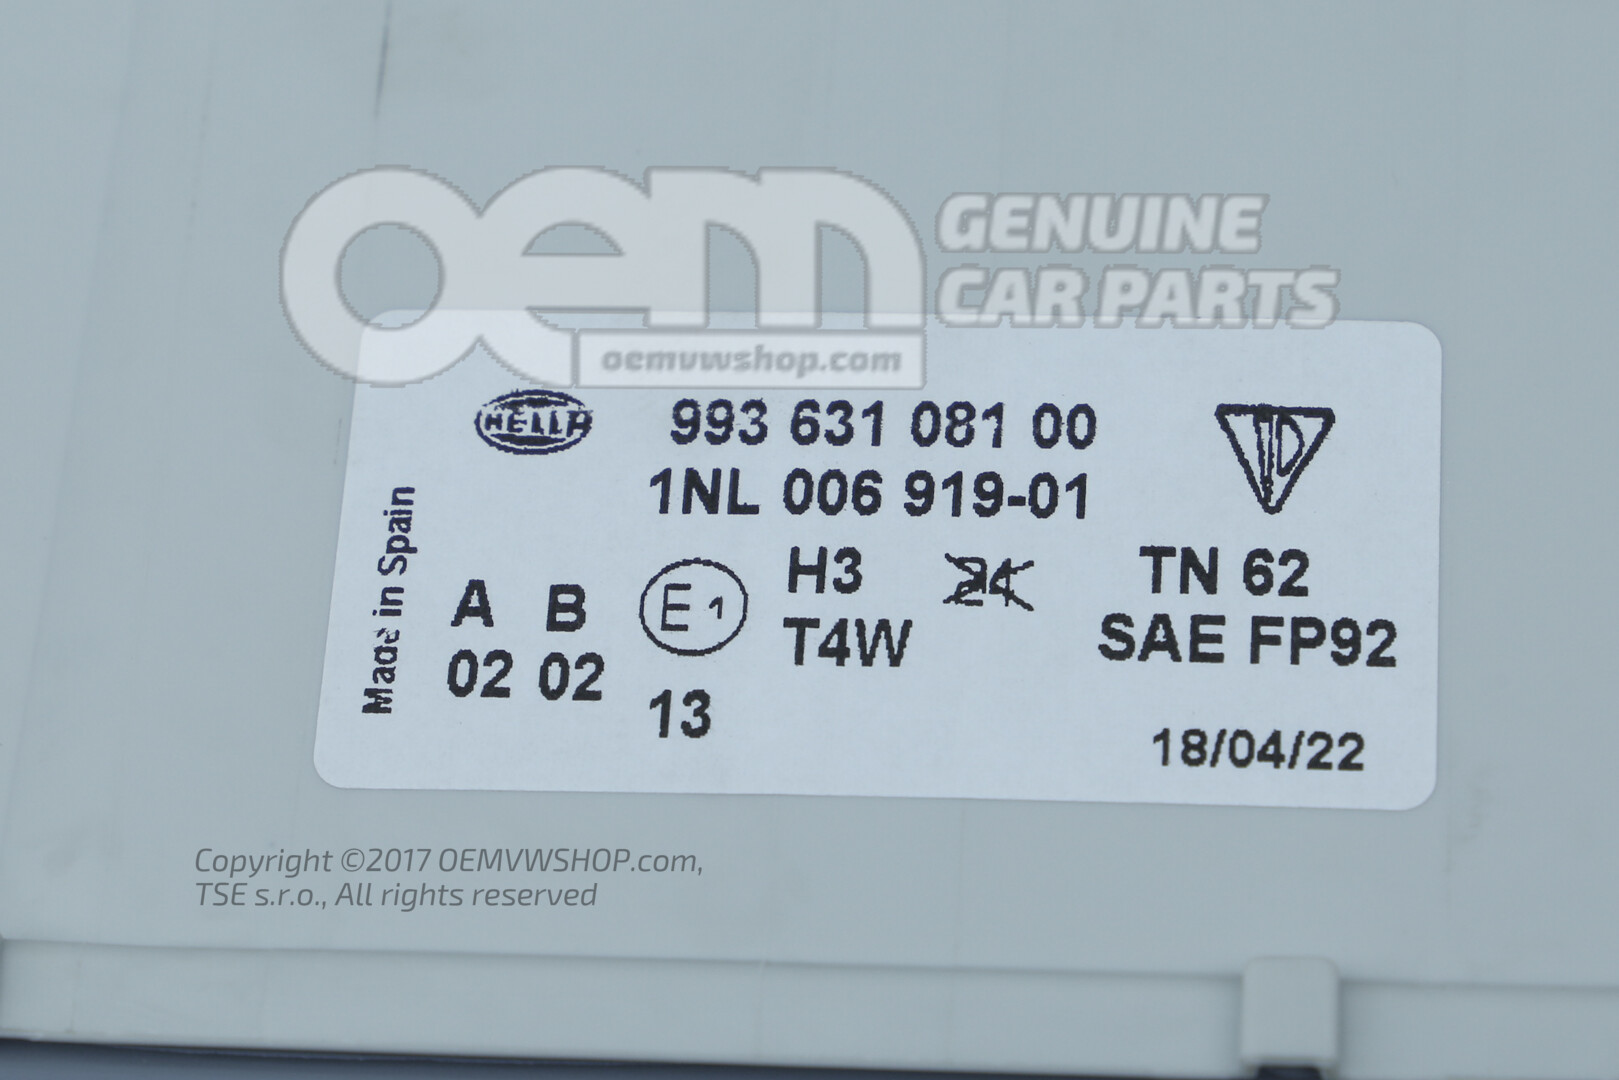 oem GENUINE
CAR PARTS
oemvwshop.com
HELLA
993 631 081 00
1NL 006 919-01
Made in Spain
A B
02 02
E1
13
H3
T4W
24
TN 62
SAE FP92
18/04/22
Copyright ©2017 OEMVWSHOP.com,
TSE s.r.o., All rights reserved